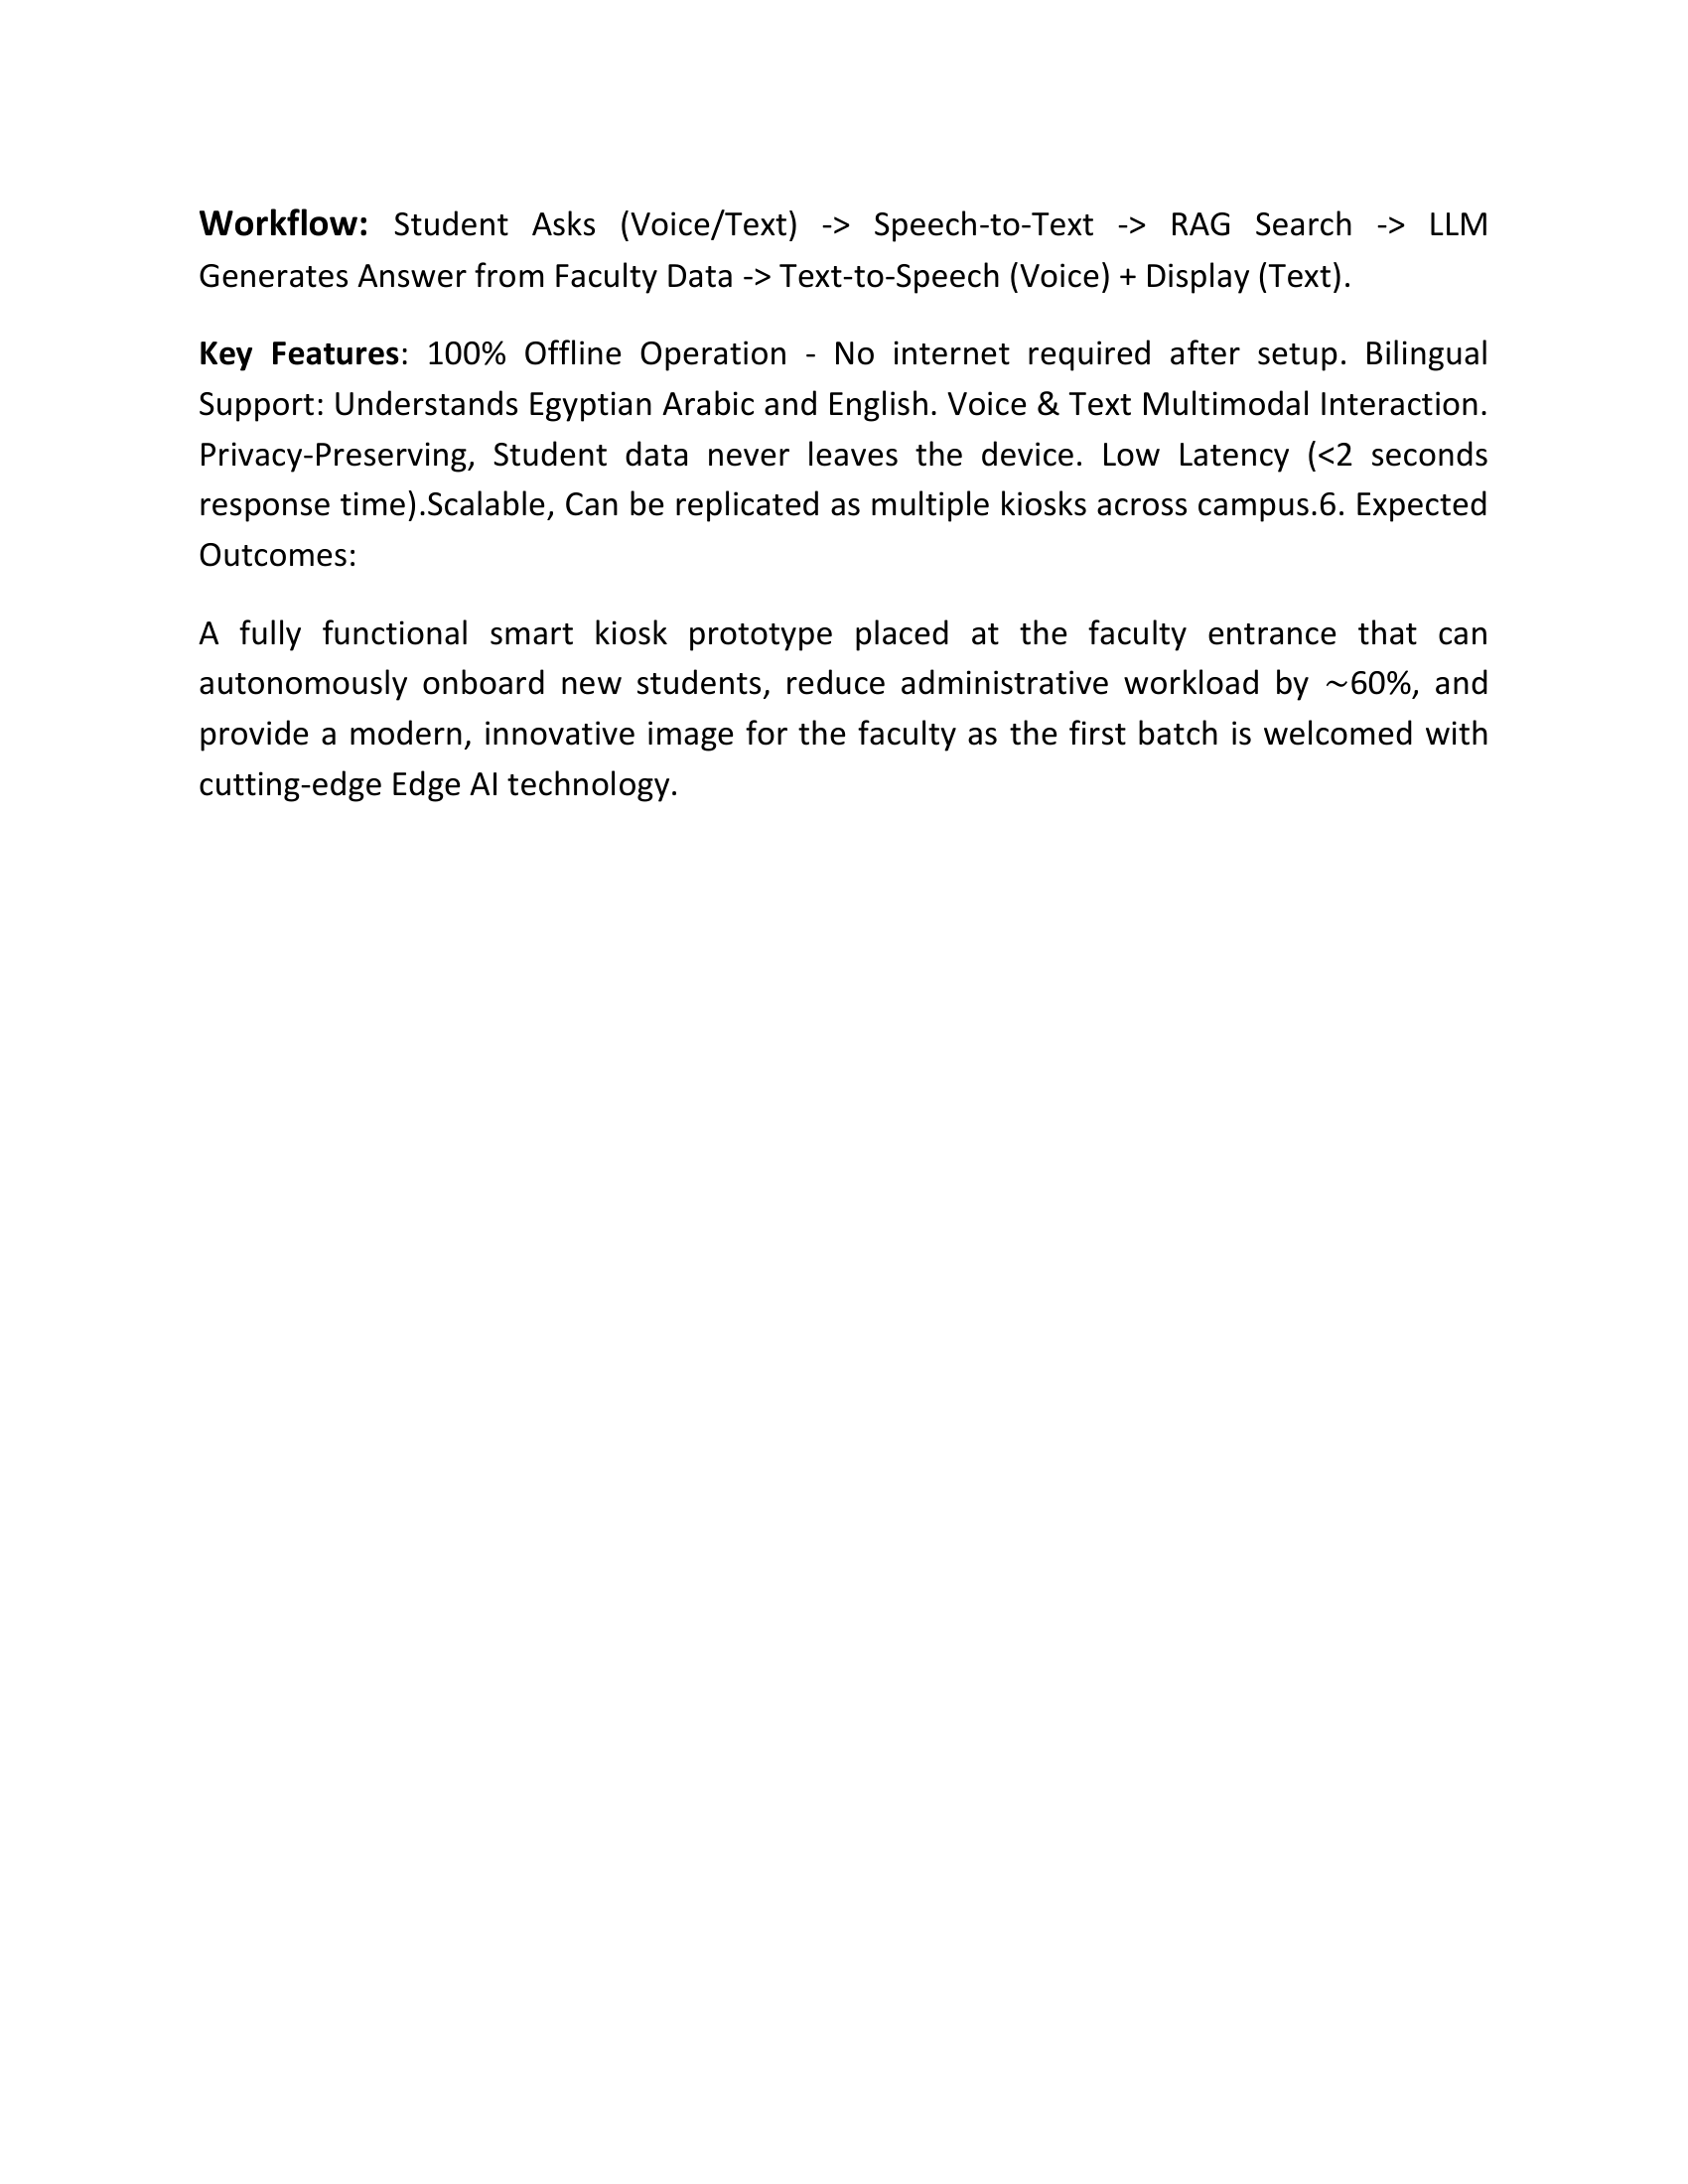 Workflow: Student Asks (Voice/Text) -> Speech-to-Text -> RAG Search -> LLM
Generates Answer from Faculty Data -> Text-to-Speech (Voice) + Display (Text).
Key Features: 100% Offline Operation - No internet required after setup. Bilingual
Support: Understands Egyptian Arabic and English. Voice & Text Multimodal Interaction.
Privacy-Preserving, Student data never leaves the device. Low Latency (<2 seconds
response time).Scalable, Can be replicated as multiple kiosks across campus.6. Expected
Outcomes:
A fully functional smart kiosk prototype placed at the faculty entrance that can
autonomously onboard new students, reduce administrative workload by ~60%, and
provide a modern, innovative image for the faculty as the first batch is welcomed with
cutting-edge Edge AI technology.